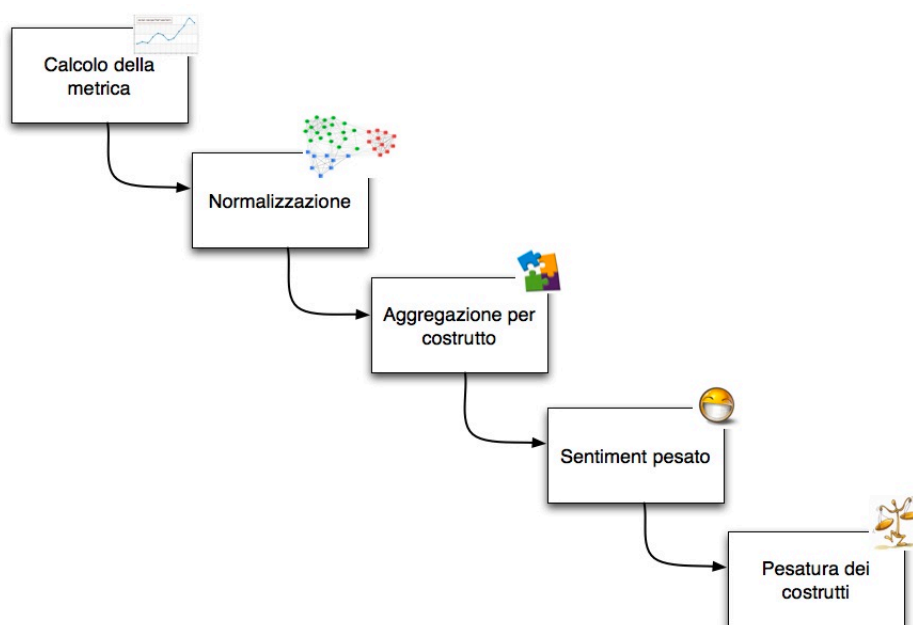 Calcolo della
metrica
Normalizzazione
Aggregazione per
costrutto
Sentiment pesato
Pesatura dei
costrutti